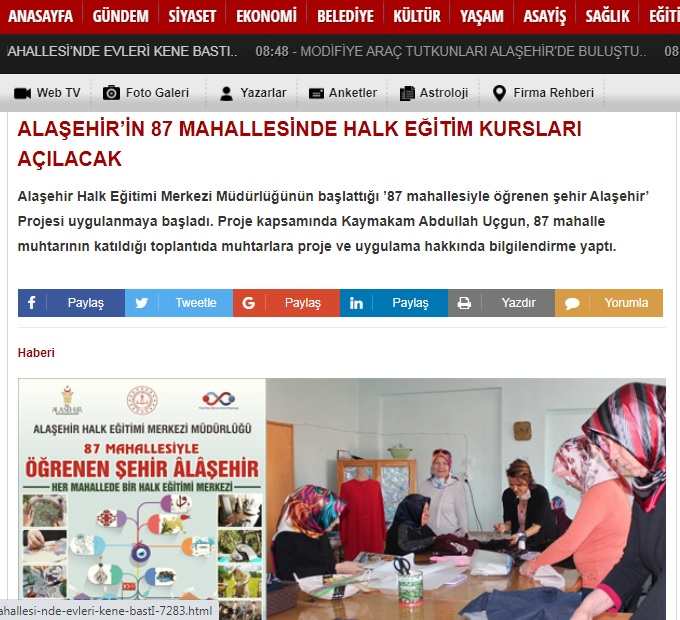 ANASAYFA GÜNDEM SİYASET EKONOMİ BELEDİYE KÜLTÜR YAŞAM ASAYİŞ SAĞLIK EĞİTİ
AHALLESİ'NDE EVLERİ KENE BASTI.. 08:48 - MODİFİYE ARAÇ TUTKUNLARI ALAŞEHİR'DE BULUŞTU.. 08
Web TV Foto Galeri Yazarlar Anketler Astroloji Firma Rehberi
ALAŞEHİR’İN 87 MAHALLESİNDE HALK EĞİTİM KURSLARI
AÇILACAK
Alaşehir Halk Eğitimi Merkezi Müdürlüğünün başlattığı ’87 mahallesiyle öğrenen şehir Alaşehir’
Projesi uygulanmaya başladı. Proje kapsamında Kaymakam Abdullah Uçgun, 87 mahalle
muhtarının katıldığı toplantıda muhtarlara proje ve uygulama hakkında bilgilendirme yaptı.
Paylaş Tweetle Paylaş Paylaş Yazdır Yorumla
Haberi
ALAŞEHİR
ALAŞEHİR HALK EĞİTİMİ MERKEZİ MÜDÜRLÜĞÜ
87 MAHALLESİYLE
ÖĞRENEN ŞEHİR ÂLÂŞEHİR
HER MAHALLEDE BİR HALK EĞİTİMİ MERKEZİ
ahallesi-nde-evleri-kene-bastI-7283.html